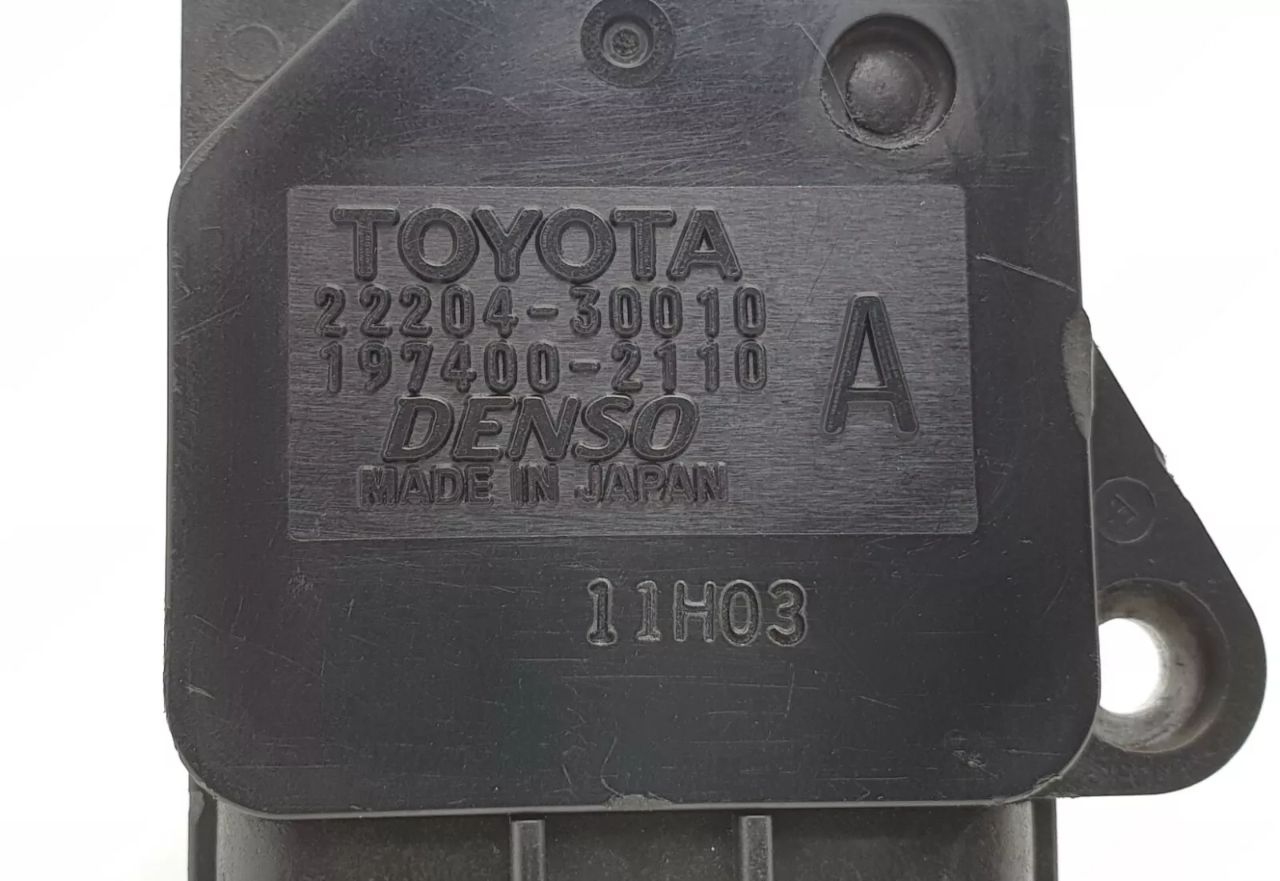 TOYOTA
22204-30010
197400-2110
A
DENSO
MADE IN JAPAN
11H03